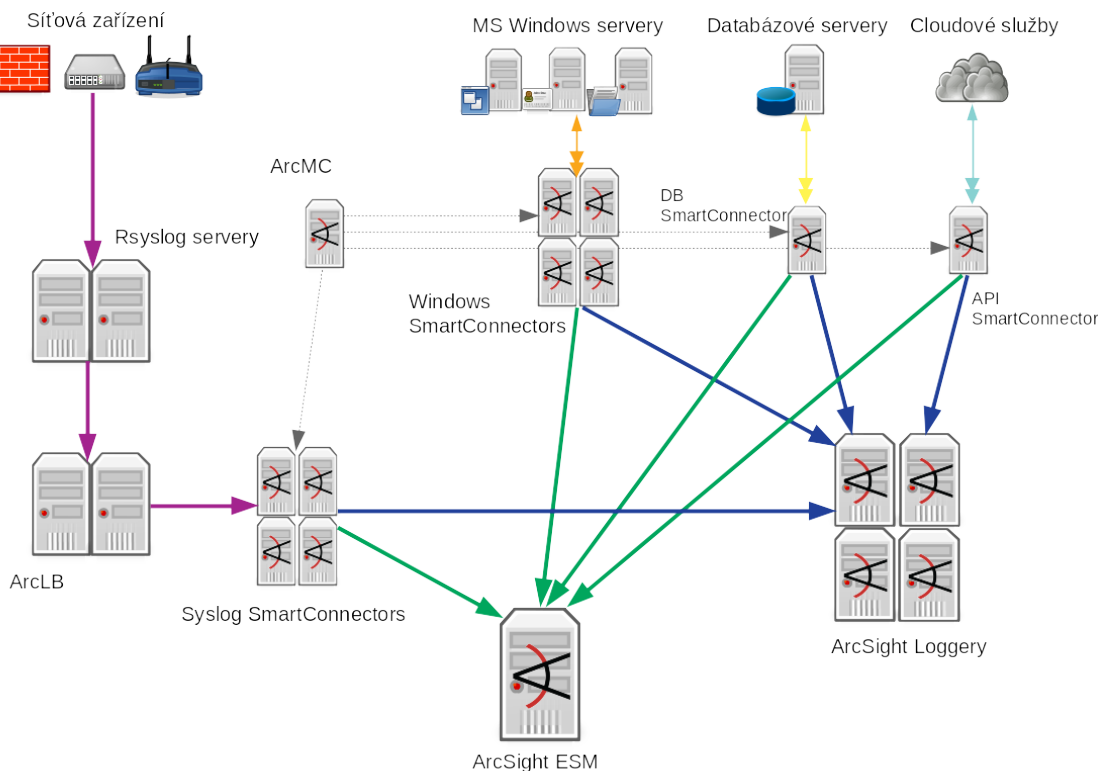 Síťová zařízení
MS Windows servery
Databázové servery
Cloudové služby
ArcMC
DB
SmartConnector
Rsyslog servery
Windows
SmartConnectors
API
SmartConnector
ArcLB
Syslog SmartConnectors
ArcSight Loggery
ArcSight ESM